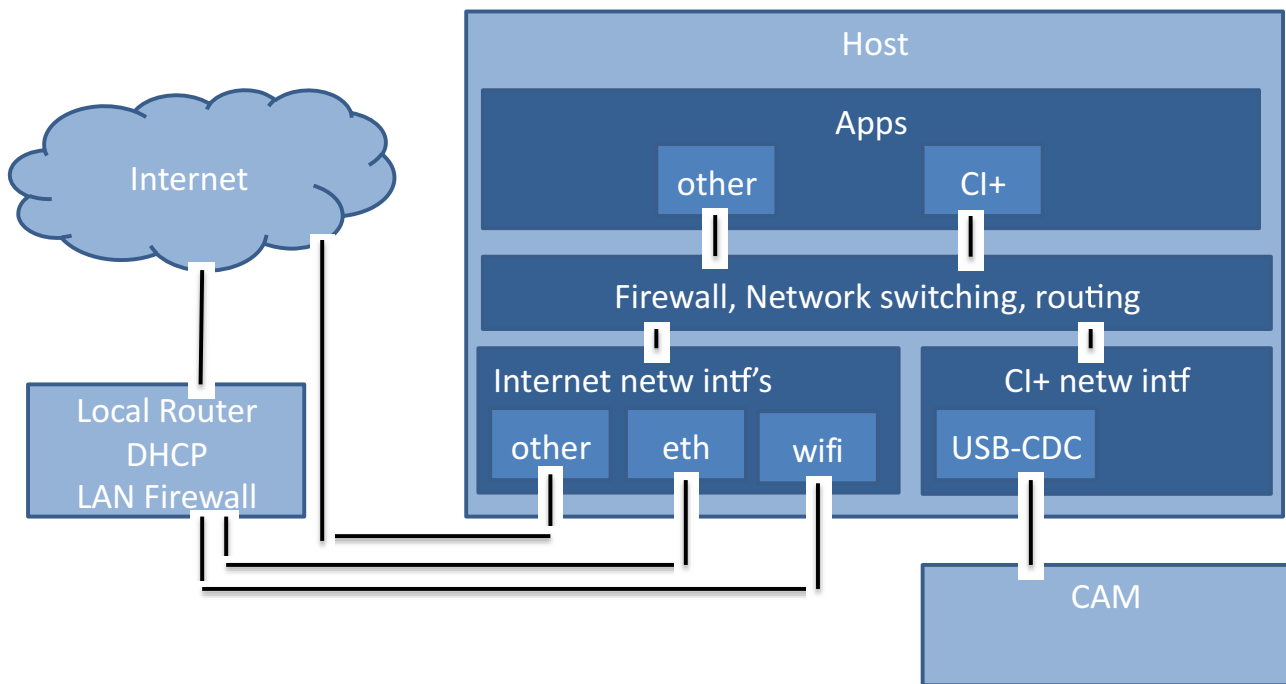 Host
Apps
other
CI+
Internet
Firewall, Network switching, routing
Internet netw intf's
other
eth
wifi
CI+ netw intf
USB-CDC
Local Router
DHCP
LAN Firewall
CAM